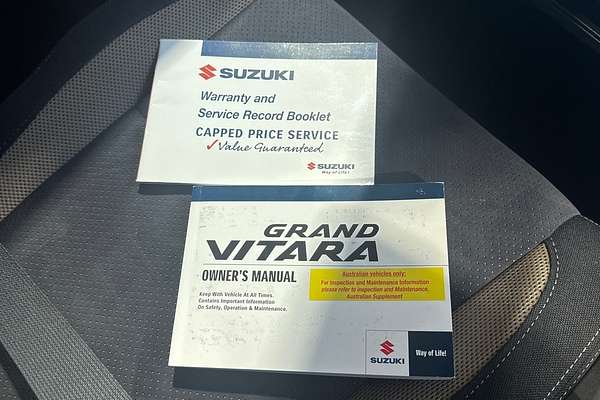 SUZUKI
Warranty and
Service Record Booklet
CAPPED PRICE SERVICE
Value Guaranteed
SUZUKI
Way of Life!
GRAND
VITARA
OWNER'S MANUAL
Keep With Vehicle At All Times.
Contains Important Information
On Safety, Operation & Maintenance.
Australian vehicles only:
For Inspection and Maintenance Information
please refer to Inspection and Maintenance,
Australian Supplement
SUZUKI
Way of Life!